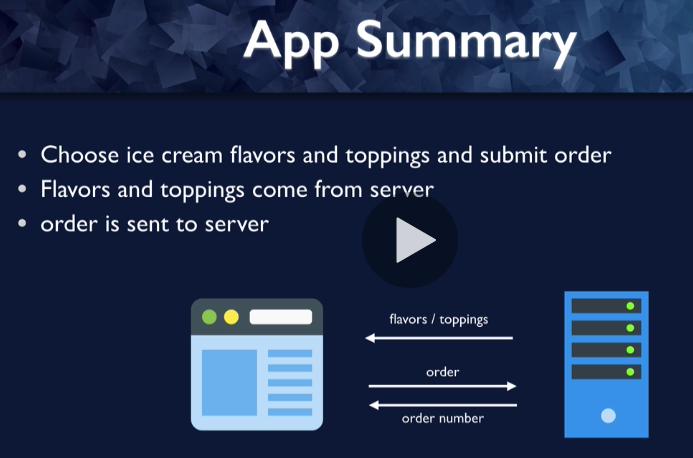 App Summary
• Choose ice cream flavors and toppings and submit order
• Flavors and toppings come from server
• order is sent to server
flavors / toppings
order
order number